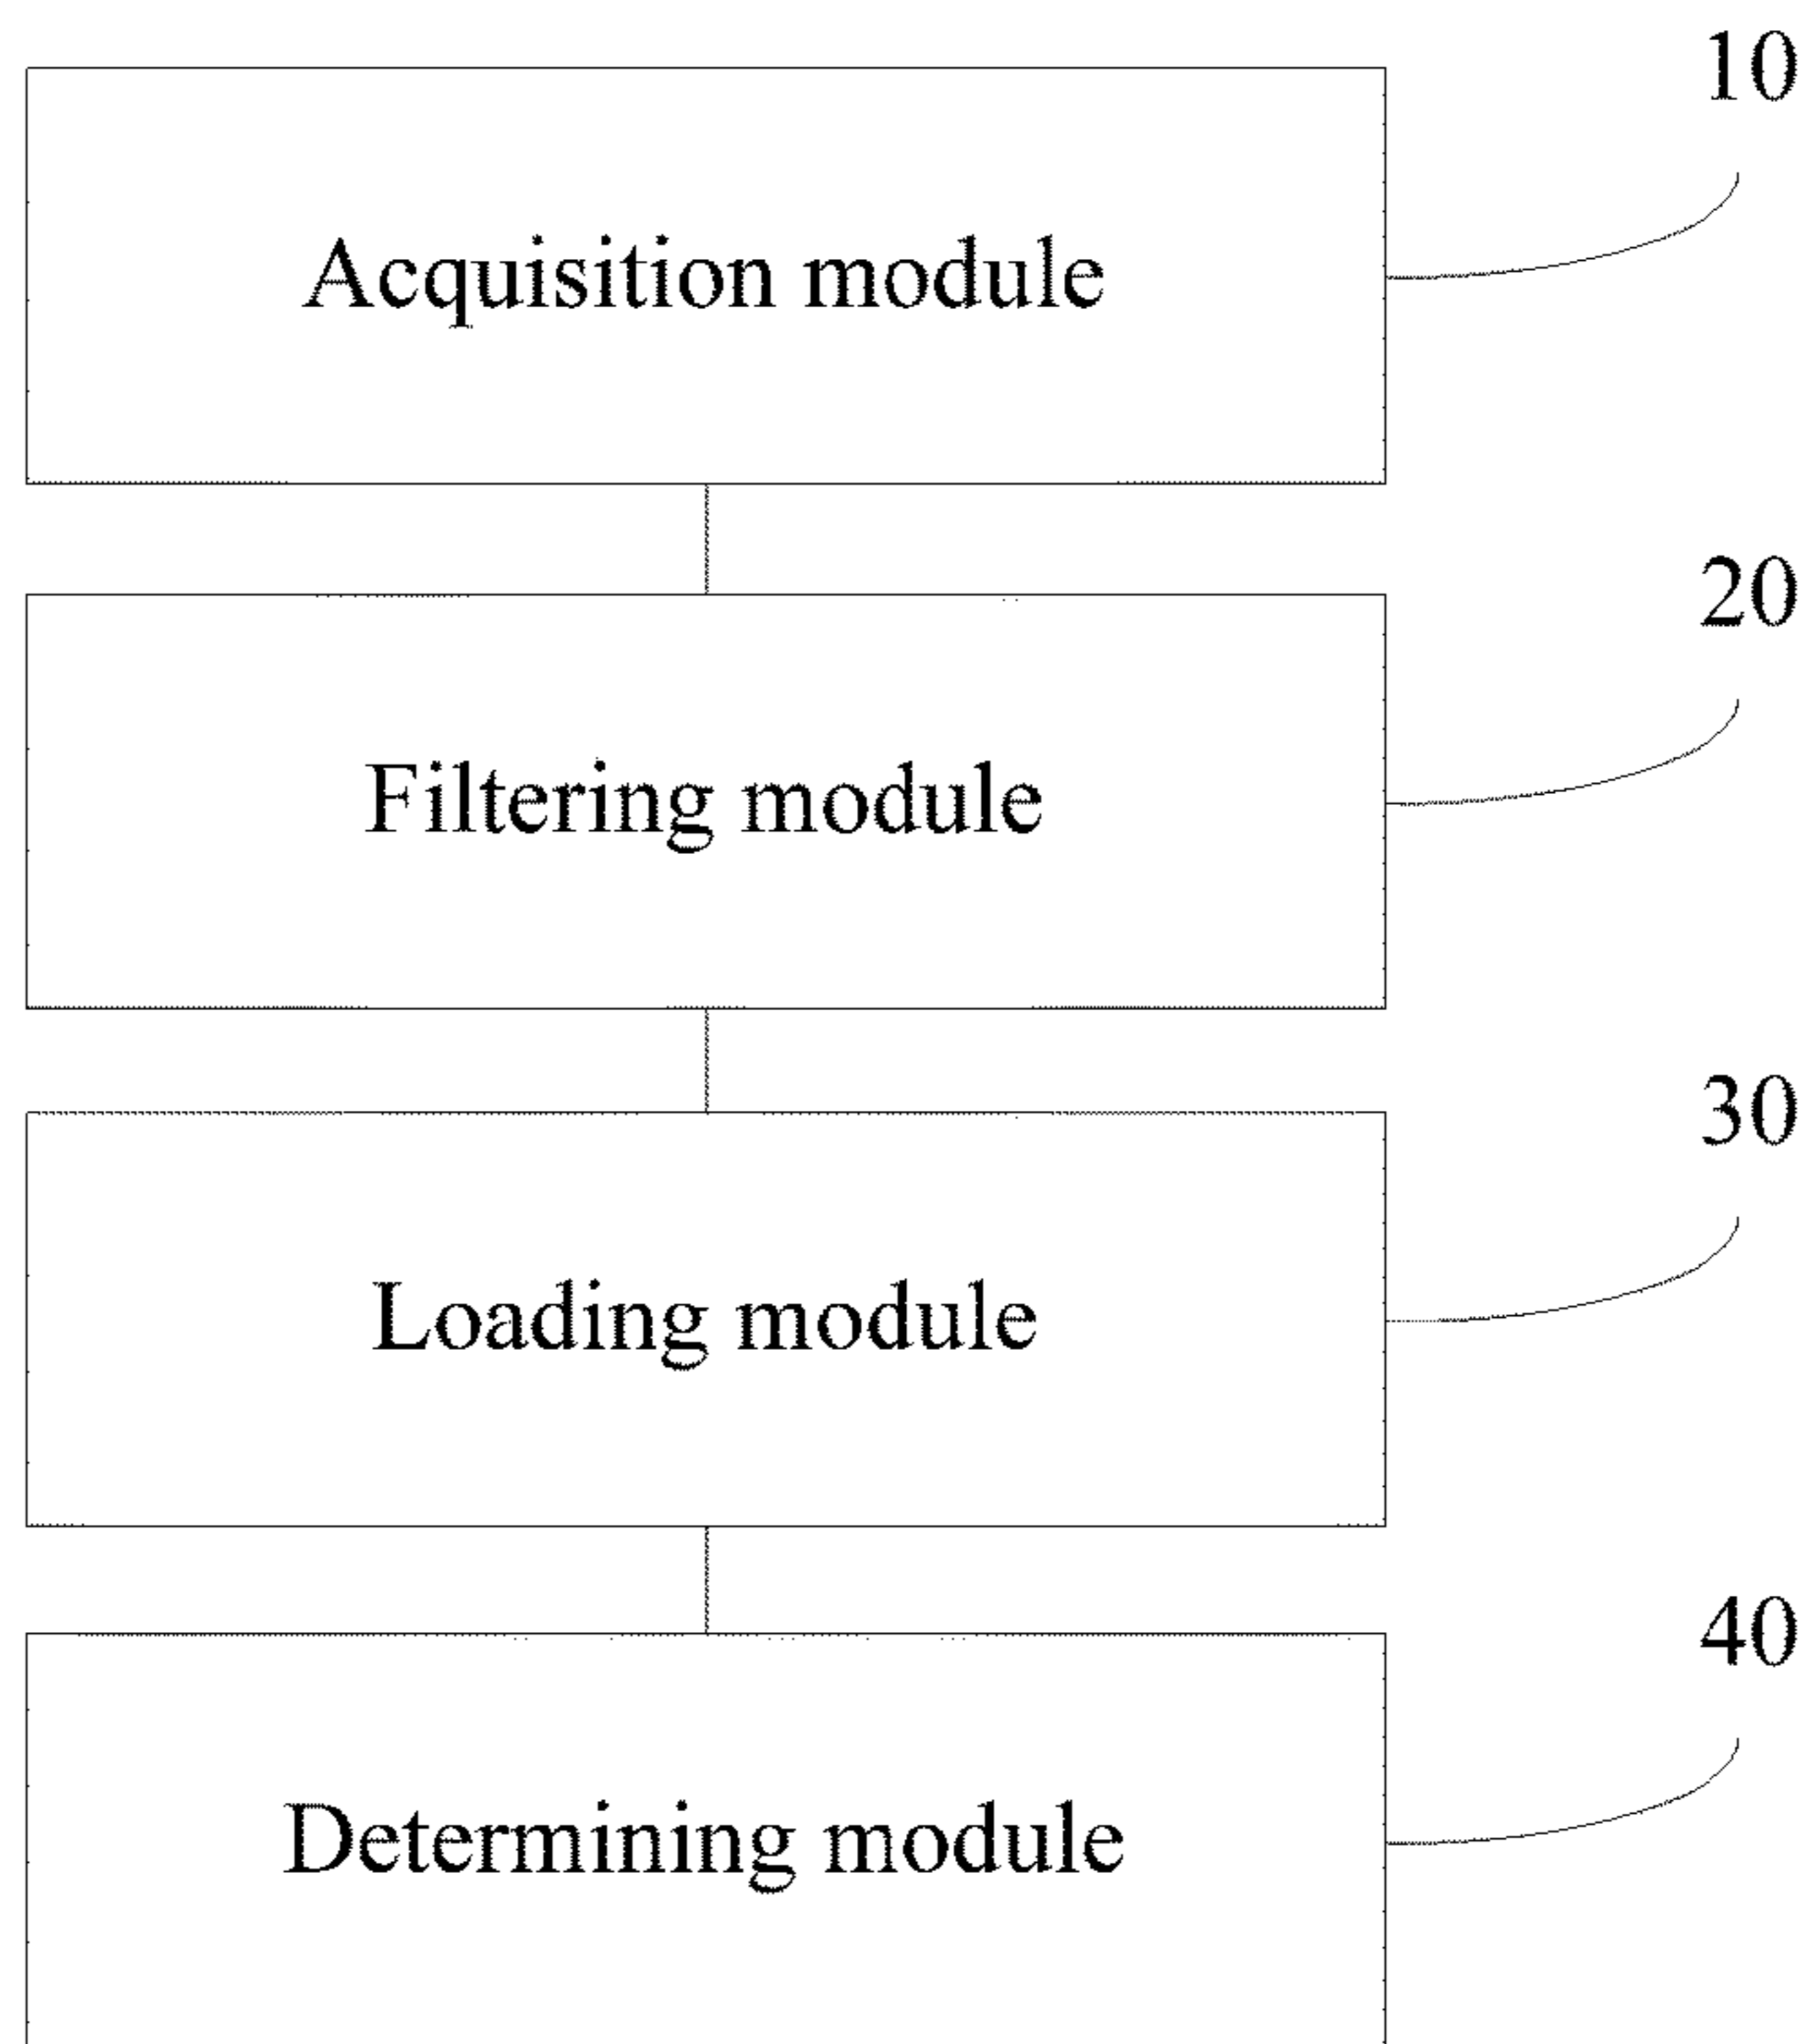 10
Acquisition module
20
Filtering module
30
Loading module
40
Determining module